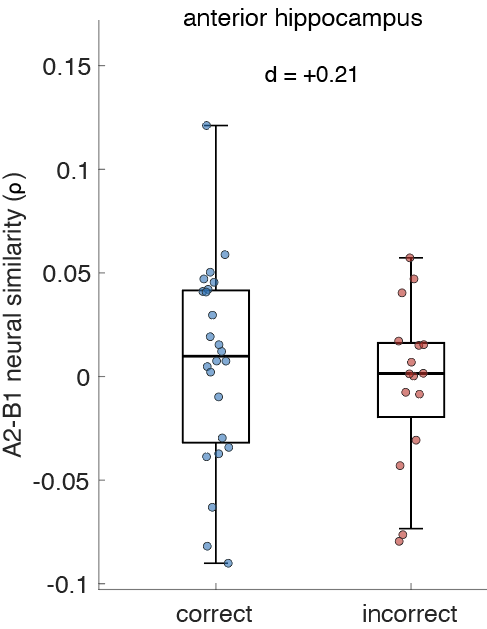 anterior hippocampus
d = +0.21
A2-B1 neural similarity (ρ)
0.15
0.1
0.05
0
-0.05
-0.1
correct
incorrect